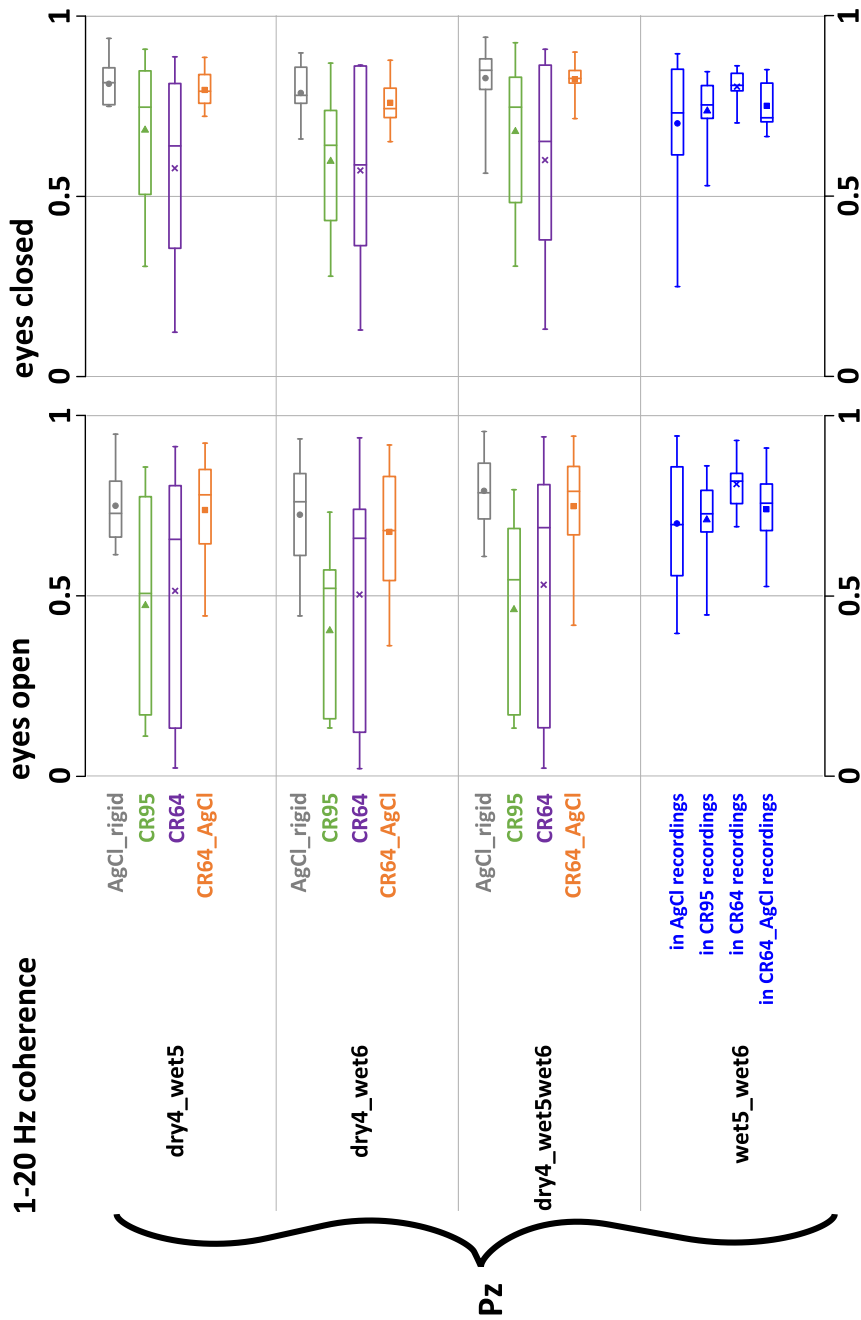 1-20 Hz coherence
eyes open
eyes closed
0
0.5
1
0
0.5
1
Pz
dry4_wet5
AgCl_rigid
CR95
CR64
CR64_AgCl
dry4_wet6
AgCl_rigid
CR95
CR64
CR64_AgCl
dry4_wet5wet6
AgCl_rigid
CR95
CR64
CR64_AgCl
wet5_wet6
in AgCl recordings
in CR95 recordings
in CR64 recordings
in CR64_AgCl recordings
0
0.5
1
0
0.5
1